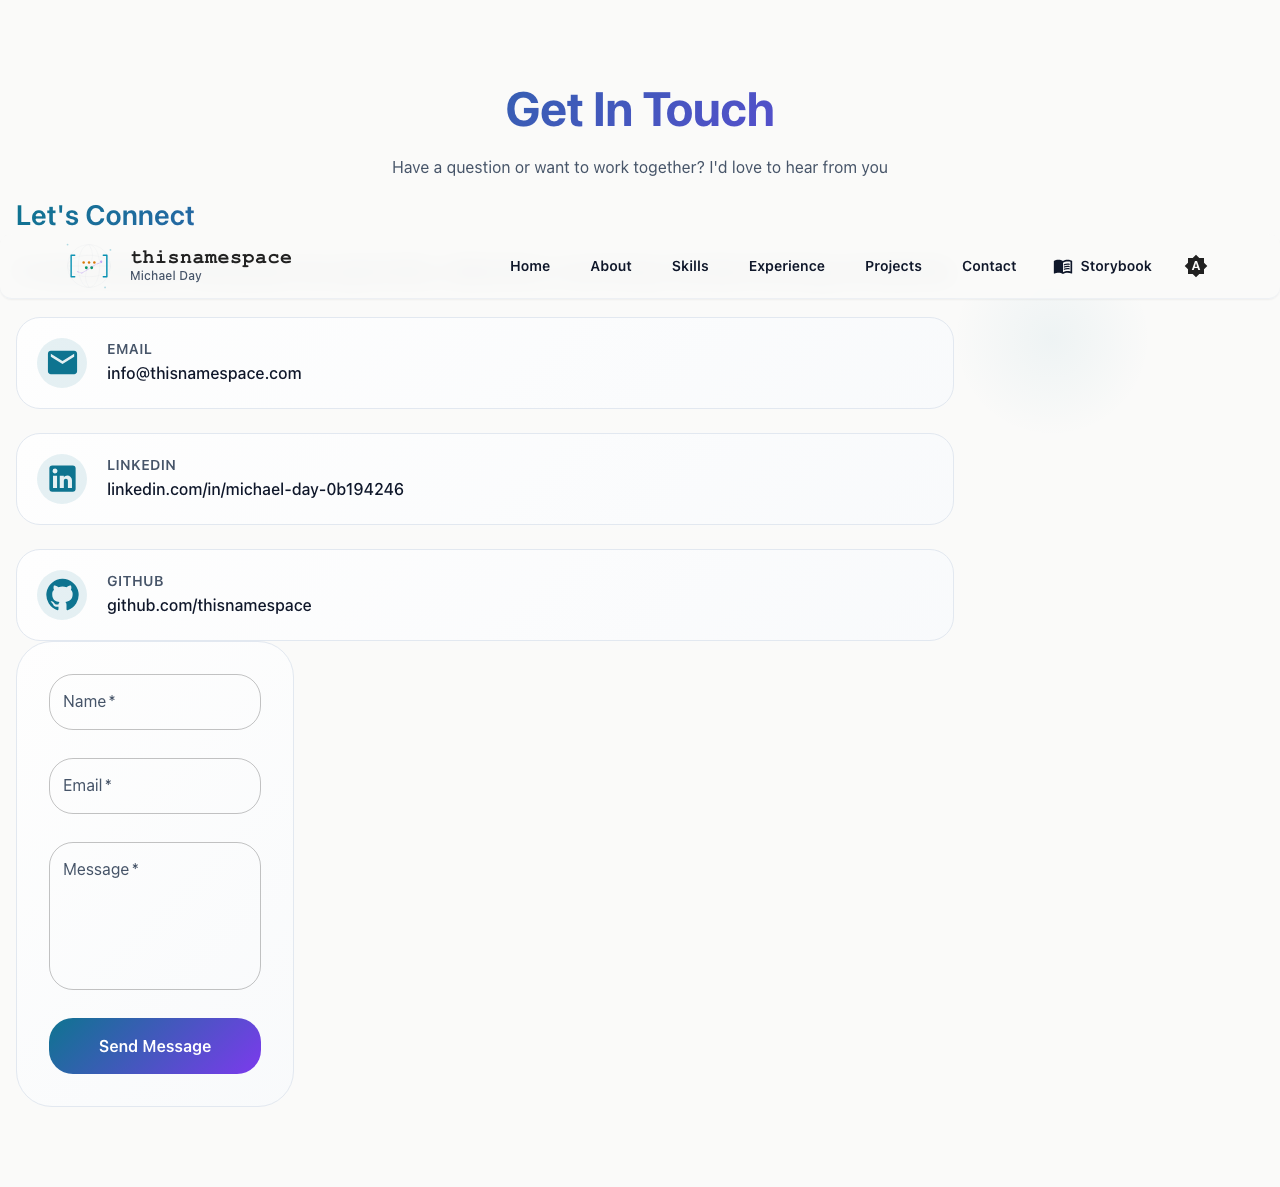 Get In Touch
Have a question or want to work together? I'd love to hear from you
Let's Connect
thisnamespace
Michael Day
Home About Skills Experience Projects Contact Storybook A
EMAIL
info@thisnamespace.com
LINKEDIN
linkedin.com/in/michael-day-0b194246
GITHUB
github.com/thisnamespace
Name *
Email *
Message *
Send Message